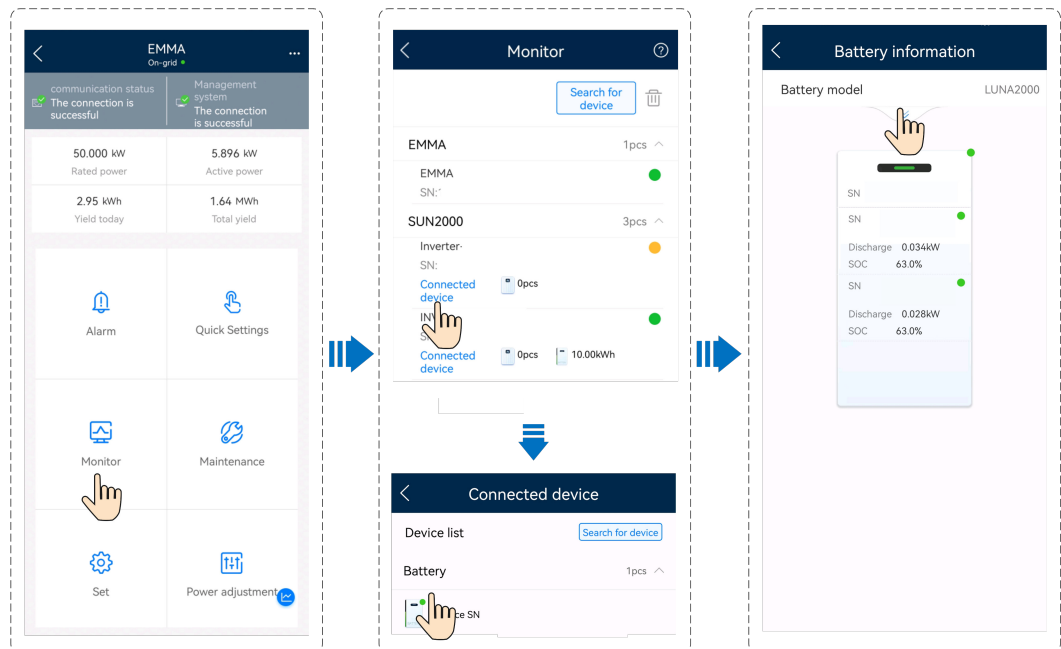 EMMA
On-grid
communication status
The connection is
successful
Management
system
The connection
is successful
50.000 kW
Rated power
5.896 kW
Active power
2.95 kWh
Yield today
1.64 MWh
Total yield
Alarm
Quick Settings
Monitor
Maintenance
Set
Power adjustment
Monitor
Search for
device
EMMA
1pcs
EMMA
SN:
SUN2000
3pcs
Inverter-
SN:
Connected
device
0pcs
Connected
device
0pcs
10.00kWh
Connected device
Device list
Search for device
Battery
1pcs
SN
Battery information
Battery model
LUNA2000
SN
SN
Discharge 0.034kW
SOC 63.0%
SN
Discharge 0.028kW
SOC 63.0%